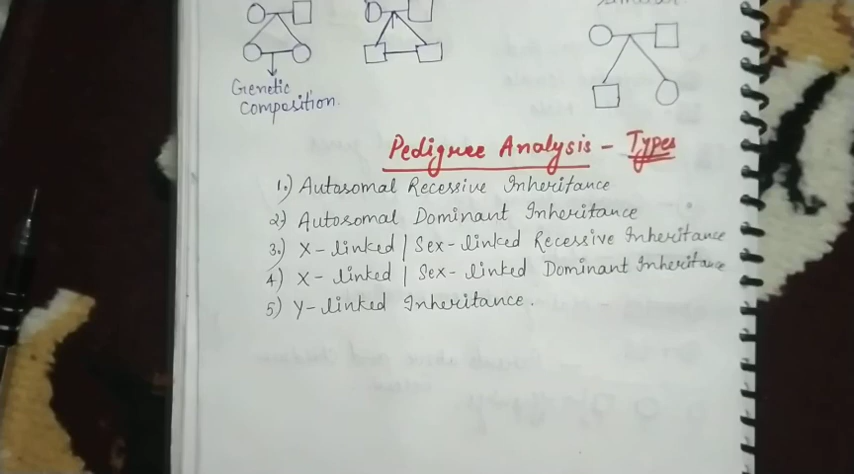 Genetic
Composition.
Pedigree Analysis - Types
1.) Autosomal Recessive Inheritance
2) Autosomal Dominant Inheritance
3.) X-linked | Sex-linked Recessive Inheritance
4) X-linked | Sex-linked Dominant Inheritance
5) Y-linked Inheritance.